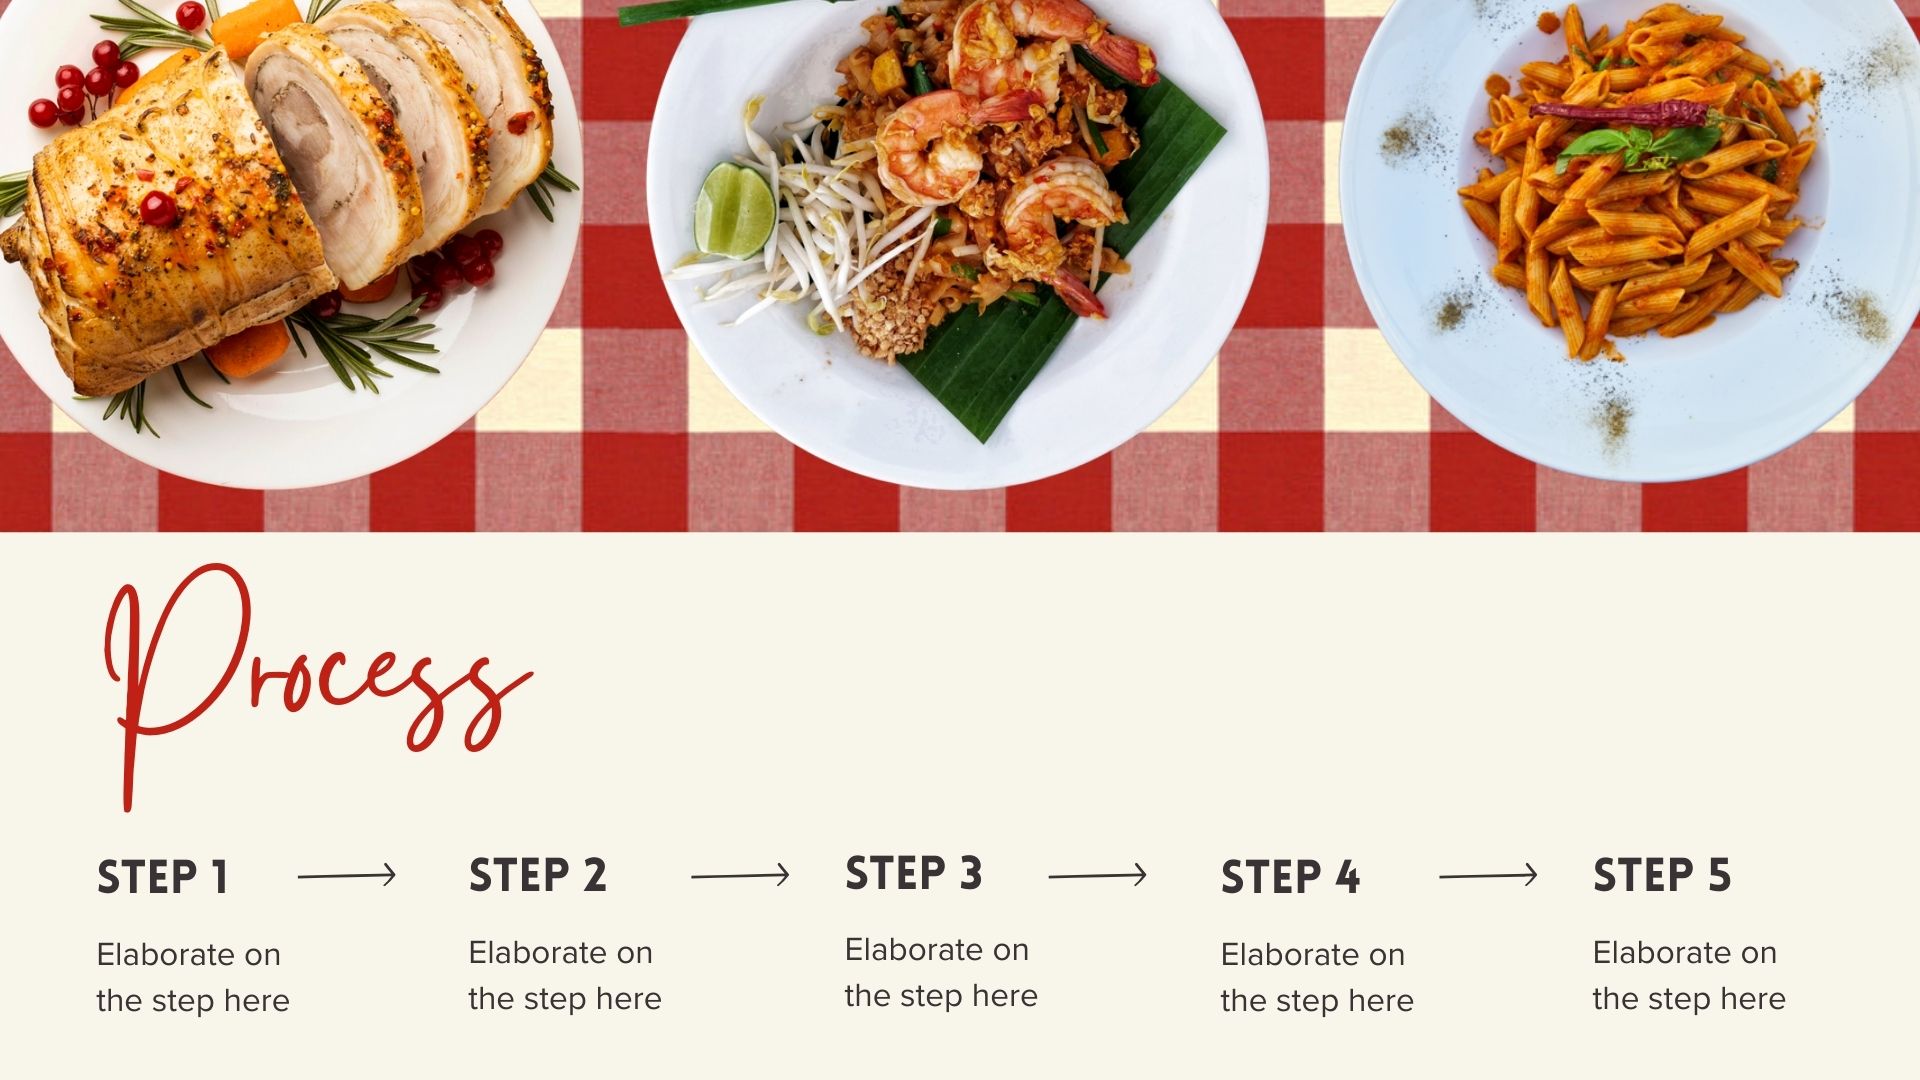 Process
STEP 1
Elaborate on
the step here
STEP 2
Elaborate on
the step here
STEP 3
Elaborate on
the step here
STEP 4
Elaborate on
the step here
STEP 5
Elaborate on
the step here